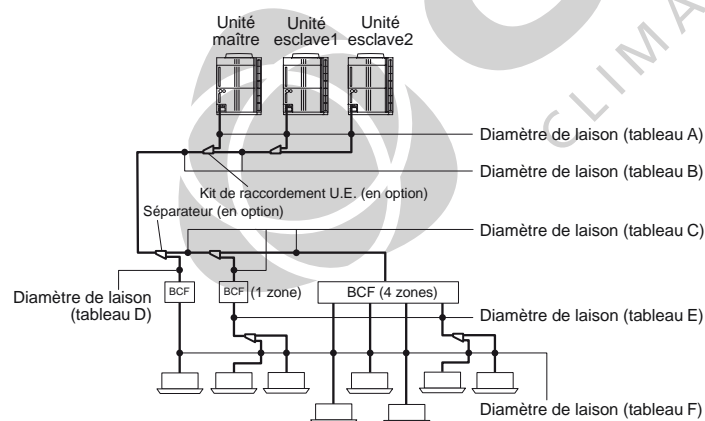 Unité maître
Unité esclave1
Unité esclave2
CLIMA
Diamètre de laison (tableau A)
Diamètre de laison (tableau B)
Kit de raccordement U.E. (en option)
Séparateur (en option)
Diamètre de laison (tableau C)
Diamètre de laison (tableau D)
BCF
BCF (1 zone)
BCF (4 zones)
Diamètre de laison (tableau E)
Diamètre de laison (tableau F)